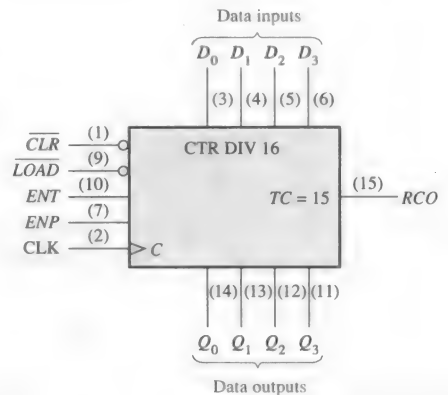 Data inputs
D0 D1 D2 D3
(3) (4) (5) (6)
(1)
CLR
CTR DIV 16
(9)
LOAD
(10)
ENT
TC = 15
(15)
RCO
(7)
ENP
(2)
CLK
C
(14) (13) (12) (11)
Q0 Q1 Q2 Q3
Data outputs